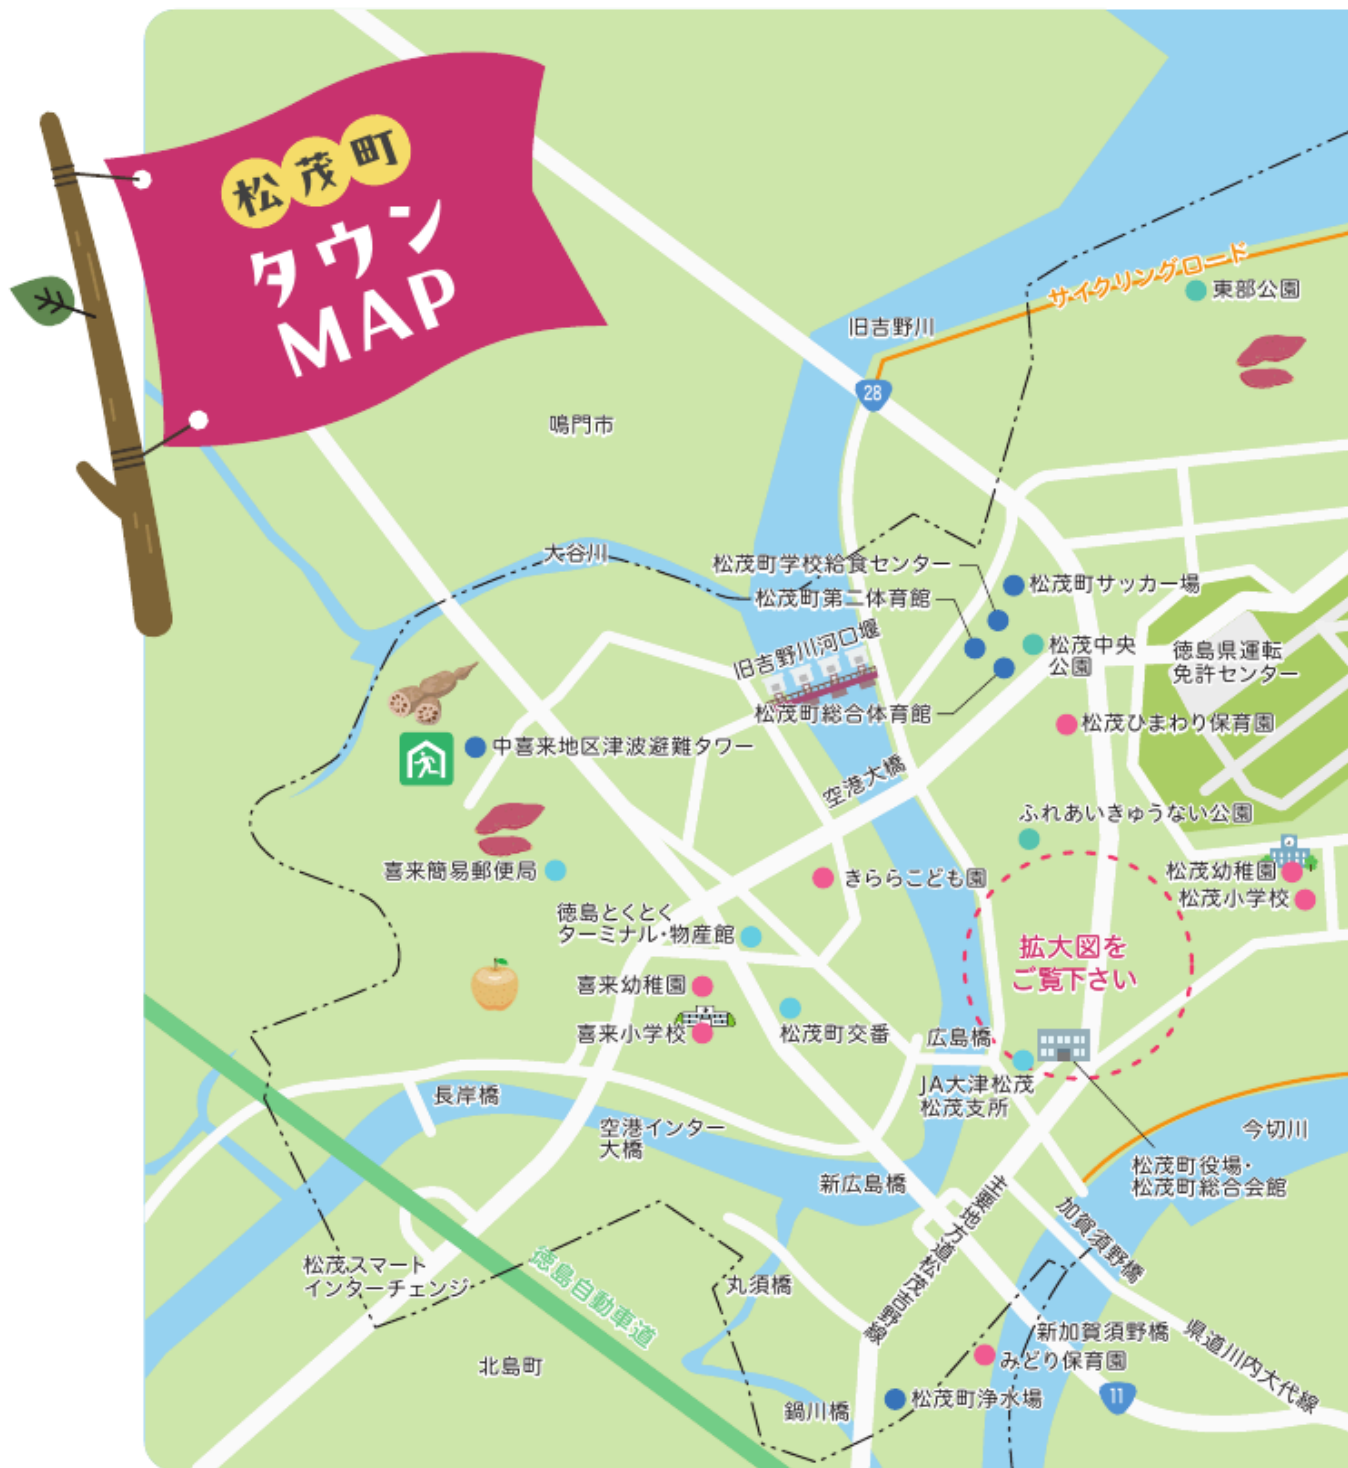 松茂町
タウン
MAP
サイクリングロード
東部公園
旧吉野川
28
鳴門市
大谷川
松茂町学校給食センター
松茂町サッカー場
松茂町第二体育館
旧吉野川河口堰
松茂中央
公園
徳島県運転
免許センター
松茂町総合体育館
松茂ひまわり保育園
中喜来地区津波避難タワー
空港大橋
ふれあいきゅうない公園
喜来簡易郵便局
きららこども園
松茂幼稚園
松茂小学校
徳島とくとく
ターミナル・物産館
拡大図を
ご覧下さい
喜来幼稚園
喜来小学校
松茂町交番
広島橋
JA大津松茂
松茂支所
長岸橋
空港インター
大橋
今切川
松茂町役場・
松茂町総合会館
新広島橋
主要地方道松茂吉野線
加賀須野橋
松茂スマート
インターチェンジ
徳島自動車道
丸須橋
新加賀須野橋
県道川内大代線
みどり保育園
北島町
松茂町浄水場
11
鍋川橋